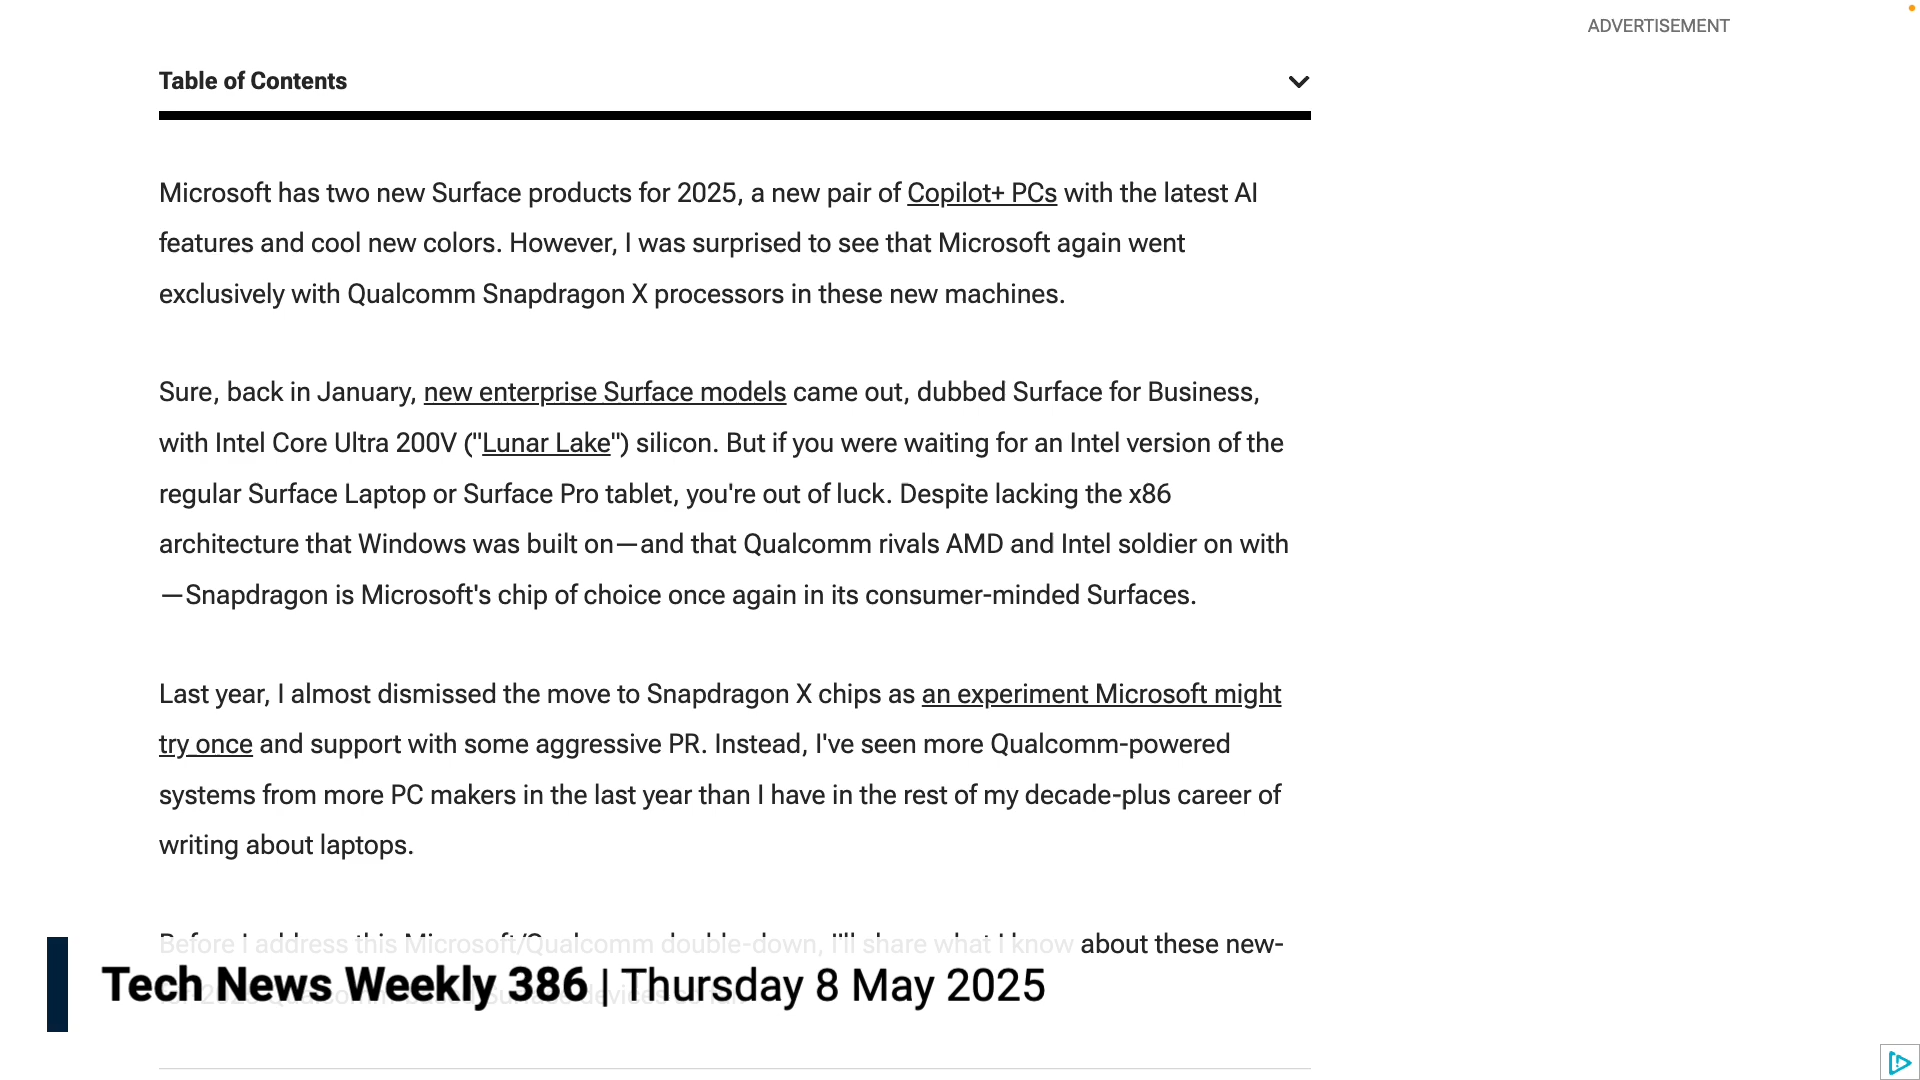 ADVERTISEMENT
Table of Contents
Microsoft has two new Surface products for 2025, a new pair of Copilot+ PCs with the latest AI
features and cool new colors. However, I was surprised to see that Microsoft again went
exclusively with Qualcomm Snapdragon X processors in these new machines.
Sure, back in January, new enterprise Surface models came out, dubbed Surface for Business,
with Intel Core Ultra 200V ("Lunar Lake") silicon. But if you were waiting for an Intel version of the
regular Surface Laptop or Surface Pro tablet, you're out of luck. Despite lacking the x86
architecture that Windows was built on—and that Qualcomm rivals AMD and Intel soldier on with
—Snapdragon is Microsoft's chip of choice once again in its consumer-minded Surfaces.
Last year, I almost dismissed the move to Snapdragon X chips as an experiment Microsoft might
try once and support with some aggressive PR. Instead, I've seen more Qualcomm-powered
systems from more PC makers in the last year than I have in the rest of my decade-plus career of
writing about laptops.
Before I address this Microsoft/Qualcomm double-down, I'll share what I know about these new-
Tech News Weekly 386 | Thursday 8 May 2025